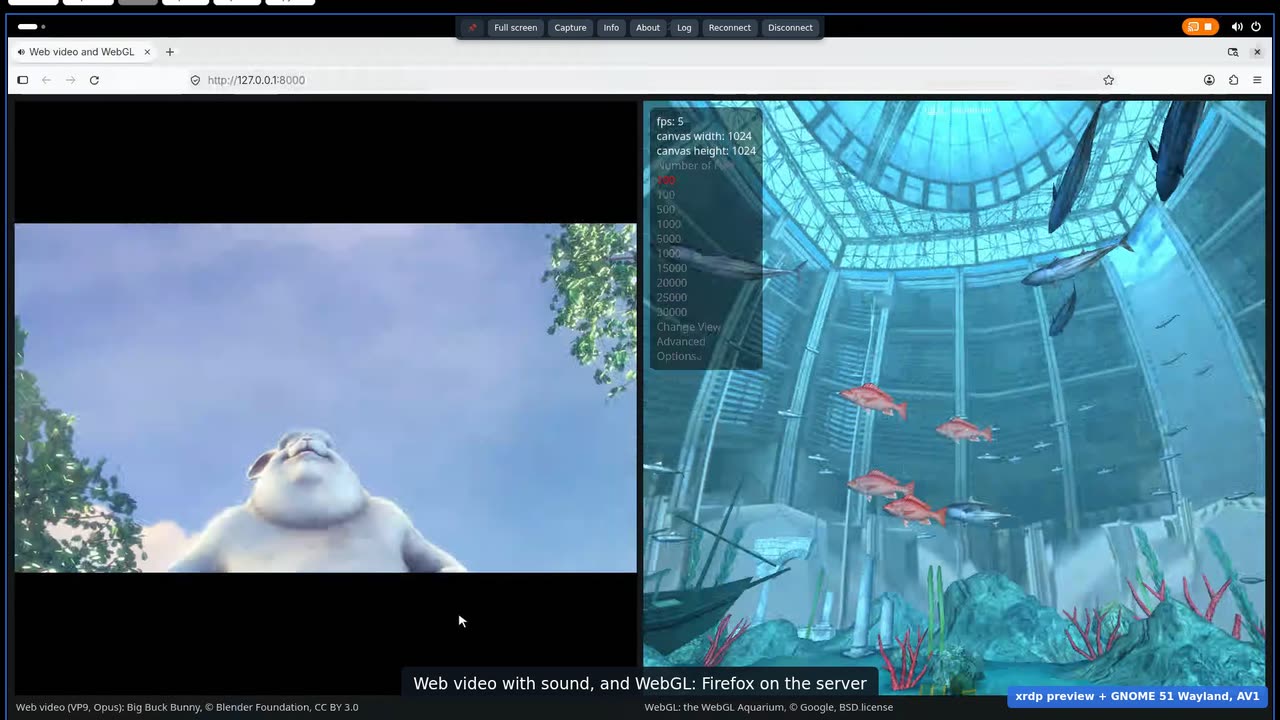 Full screen
Capture
Info
About
Log
Reconnect
Disconnect
Web video and WebGL
http://127.0.0.1:8000
fps: 5
canvas width: 1024
canvas height: 1024
Number of
100
500
1000
5000
15000
20000
25000
30000
Change View
Advanced
Options..
Web video with sound, and WebGL: Firefox on the server
xrdp preview + GNOME 51 Wayland, AV1
Web video (VP9, Opus): Big Buck Bunny, © Blender Foundation, CC BY 3.0
WebGL: the WebGL Aquarium, © Google, BSD license